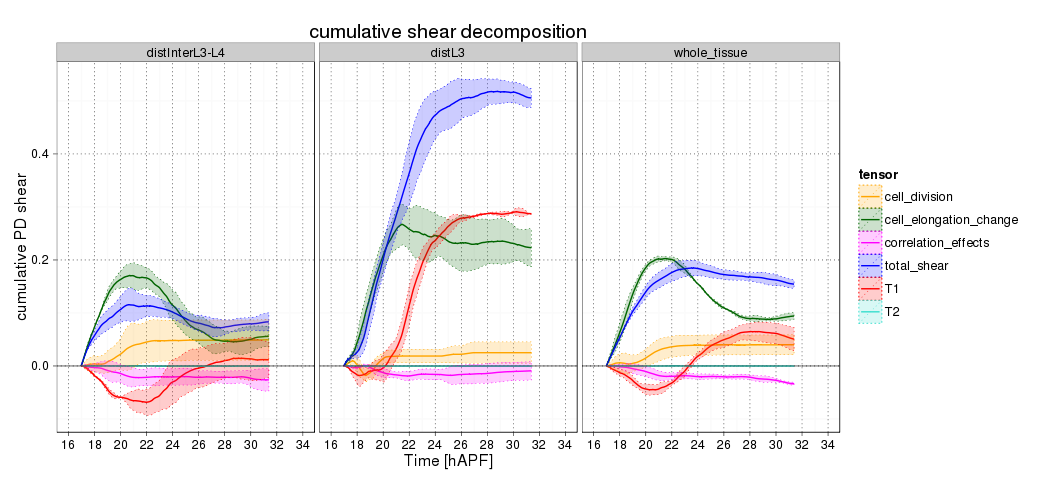 cumulative shear decomposition
distInterL3-L4 distL3 whole_tissue
cumulative PD shear
0.4
0.2
0.0
16 18 20 22 24 26 28 30 32 34 16 18 20 22 24 26 28 30 32 34 16 18 20 22 24 26 28 30 32 34
Time [hAPF]
tensor
cell_division
cell_elongation_change
correlation_effects
total_shear
T1
T2